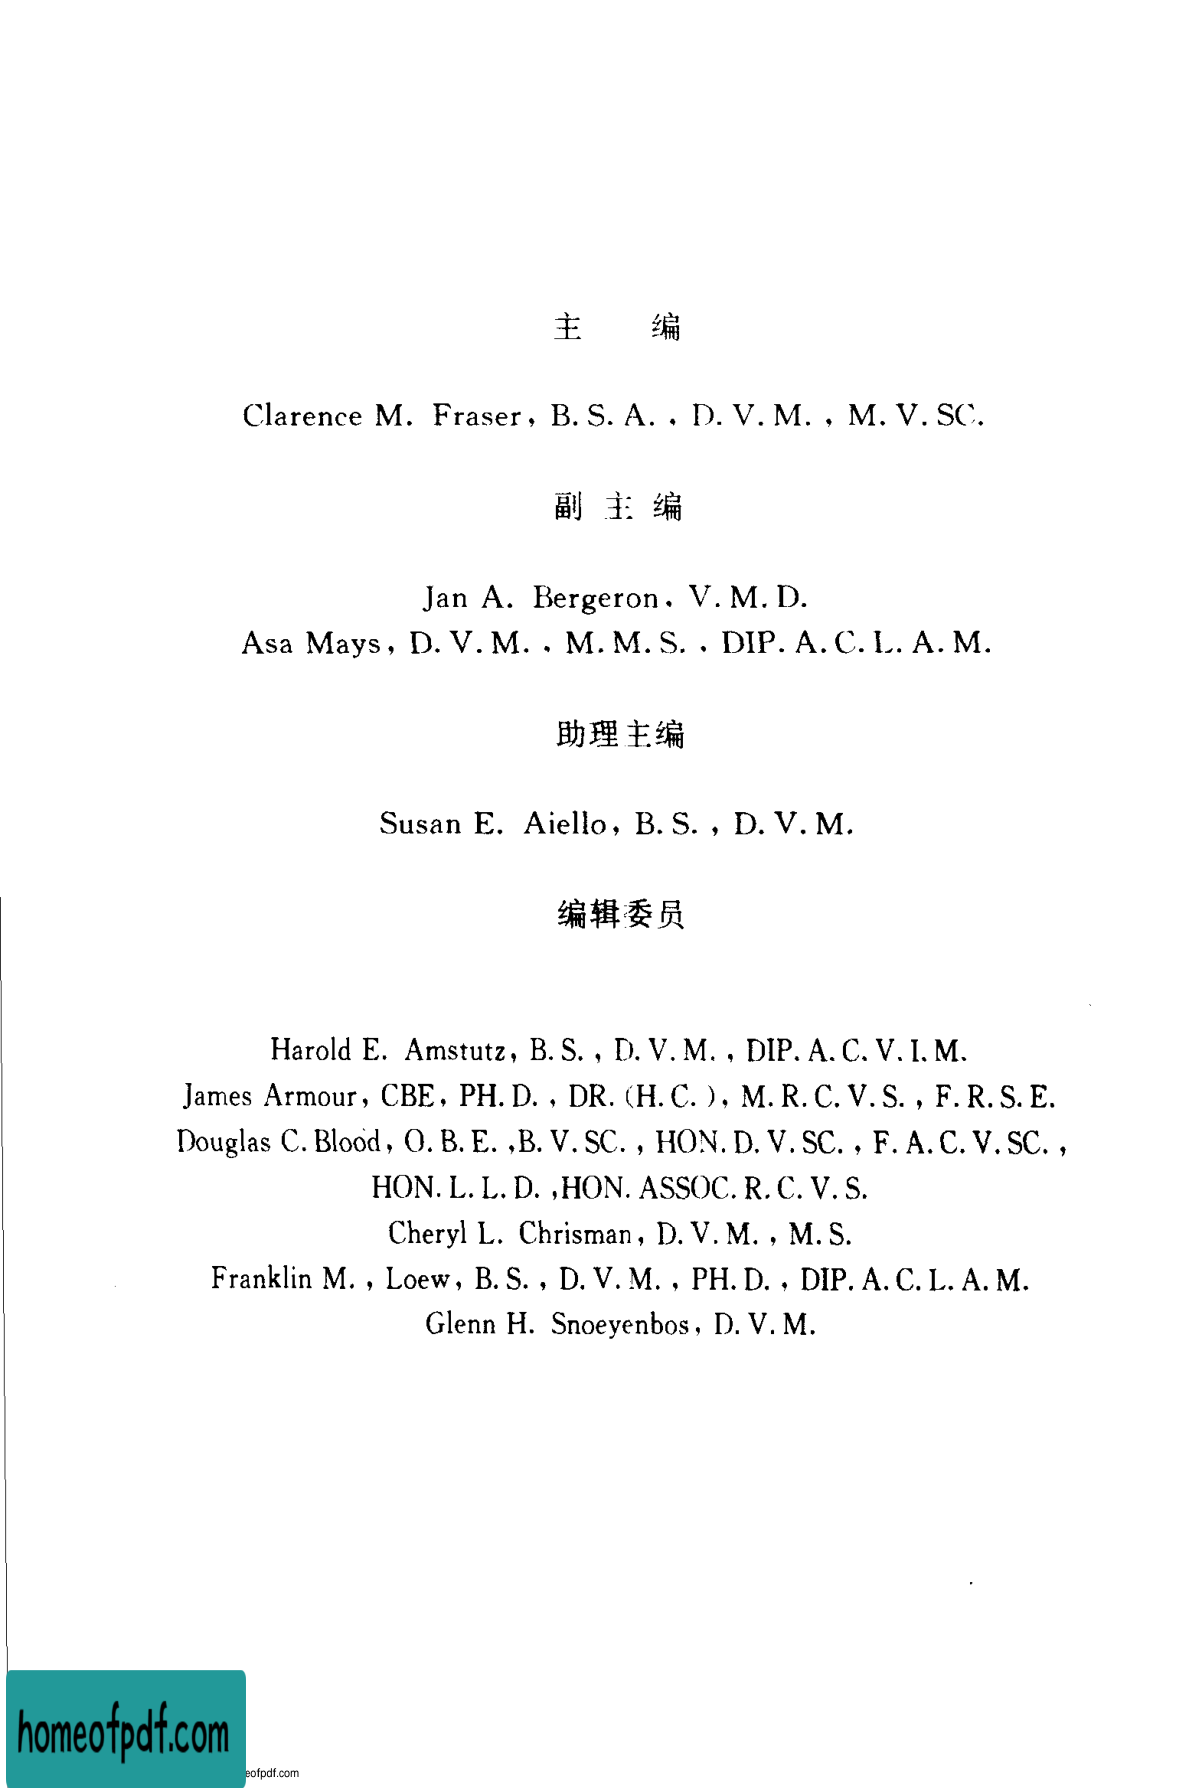 主 编
Clarence M. Fraser, B.S.A., D.V.M., M.V.SC.
副主编
Jan A. Bergeron, V.M.D.
Asa Mays, D.V.M., M.M.S., DIP.A.C.L.A.M.
助理主编
Susan E. Aiello, B.S., D.V.M.
编辑委员
Harold E. Amstutz, B.S., D.V.M., DIP.A.C.V.I.M.
James Armour, CBE, PH.D., DR.(H.C.), M.R.C.V.S., F.R.S.E.
Douglas C. Blood, O.B.E., B.V.SC., HON.D.V.SC., F.A.C.V.SC.,
HON.L.L.D., HON.ASSOC.R.C.V.S.
Cheryl L. Chrisman, D.V.M., M.S.
Franklin M., Loew, B.S., D.V.M., PH.D., DIP.A.C.L.A.M.
Glenn H. Snoeyenbos, D.V.M.
homeofpdf.com
eofpdf.com